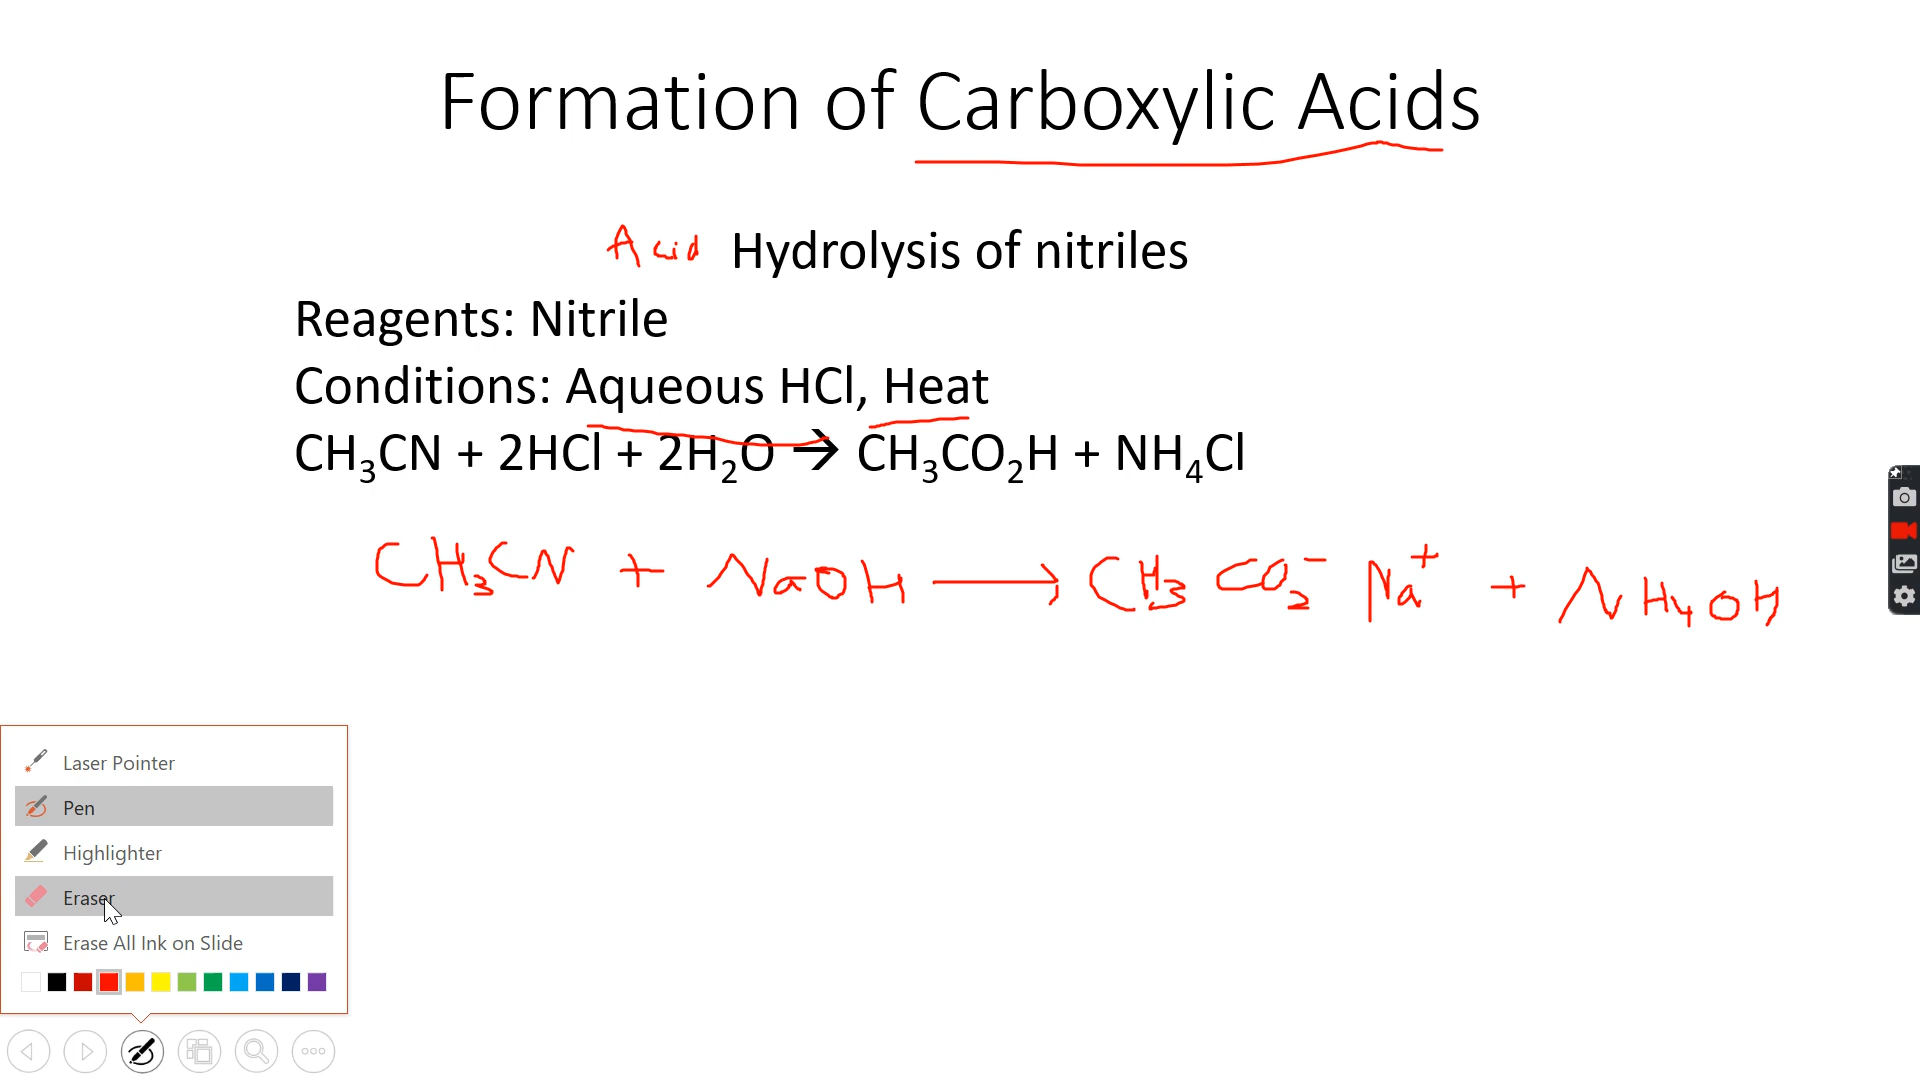 Formation of Carboxylic Acids
Acid Hydrolysis of nitriles
Reagents: Nitrile
Conditions: Aqueous HCl, Heat
CH₃CN + 2HCl + 2H₂O → CH₃CO₂H + NH₄Cl
CH₃CN + NaOH → CH₃CO₂⁻ Na⁺ + NH₄OH
Laser Pointer
Pen
Highlighter
Eraser
Erase All Ink on Slide